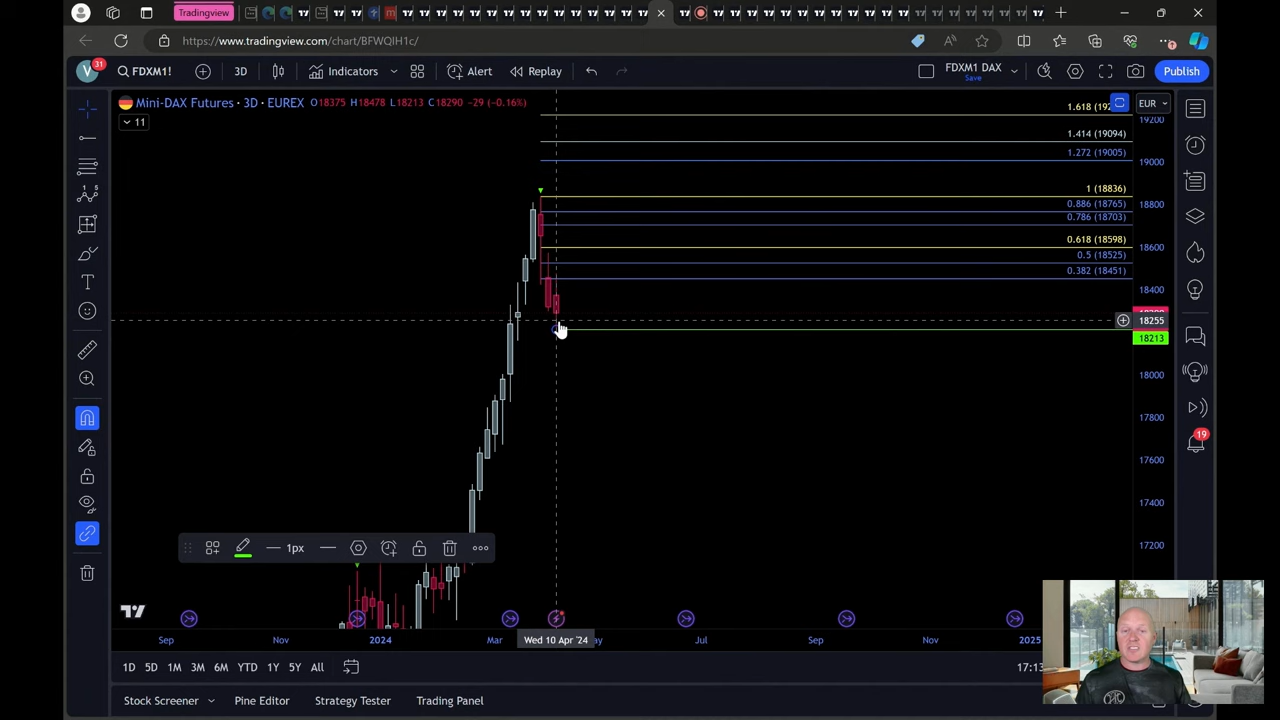 Tradingview
https://www.tradingview.com/chart/BFWQIH1c/
V
31
FDXM1!
3D
Indicators
Alert
Replay
FDXM1 DAX
Save
Publish
Mini-DAX Futures · 3D · EUREX O18375 H18478 L18213 C18290 -29 (-0.16%)
EUR
11
1.618
19200
1.414 (19094)
1.272 (19005)
19000
1 (18836)
0.886 (18765)
18800
0.786 (18703)
0.618 (18598)
18600
0.5 (18525)
0.382 (18451)
18400
18255
18213
18000
17800
17600
17400
17200
19
1px
Sep
Nov
2024
Mar
Wed 10 Apr '24
Jul
Sep
Nov
2025
1D 5D 1M 3M 6M YTD 1Y 5Y All
17:13
Stock Screener
Pine Editor
Strategy Tester
Trading Panel